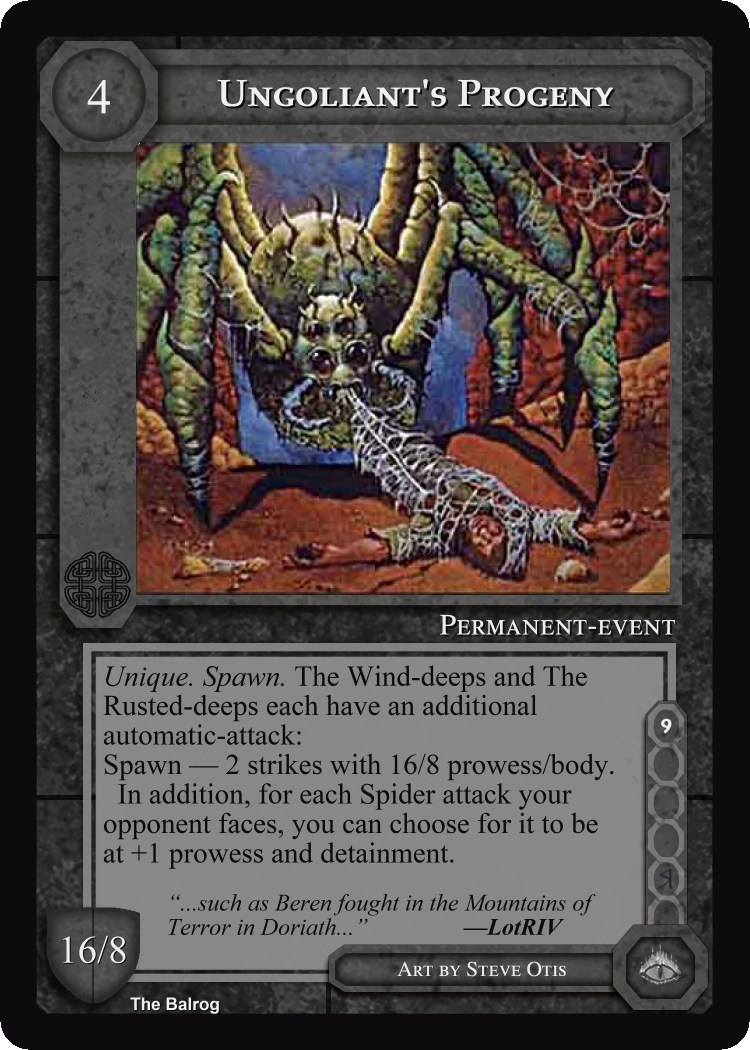 4
Ungoliant's Progeny
Permanent-event
Unique. Spawn. The Wind-deeps and The
Rusted-deeps each have an additional
automatic-attack:
Spawn — 2 strikes with 16/8 prowess/body.
In addition, for each Spider attack your
opponent faces, you can choose for it to be
at +1 prowess and detainment.
9
“...such as Beren fought in the Mountains of
Terror in Doriath...” —LotRIV
16/8
Art by Steve Otis
The Balrog